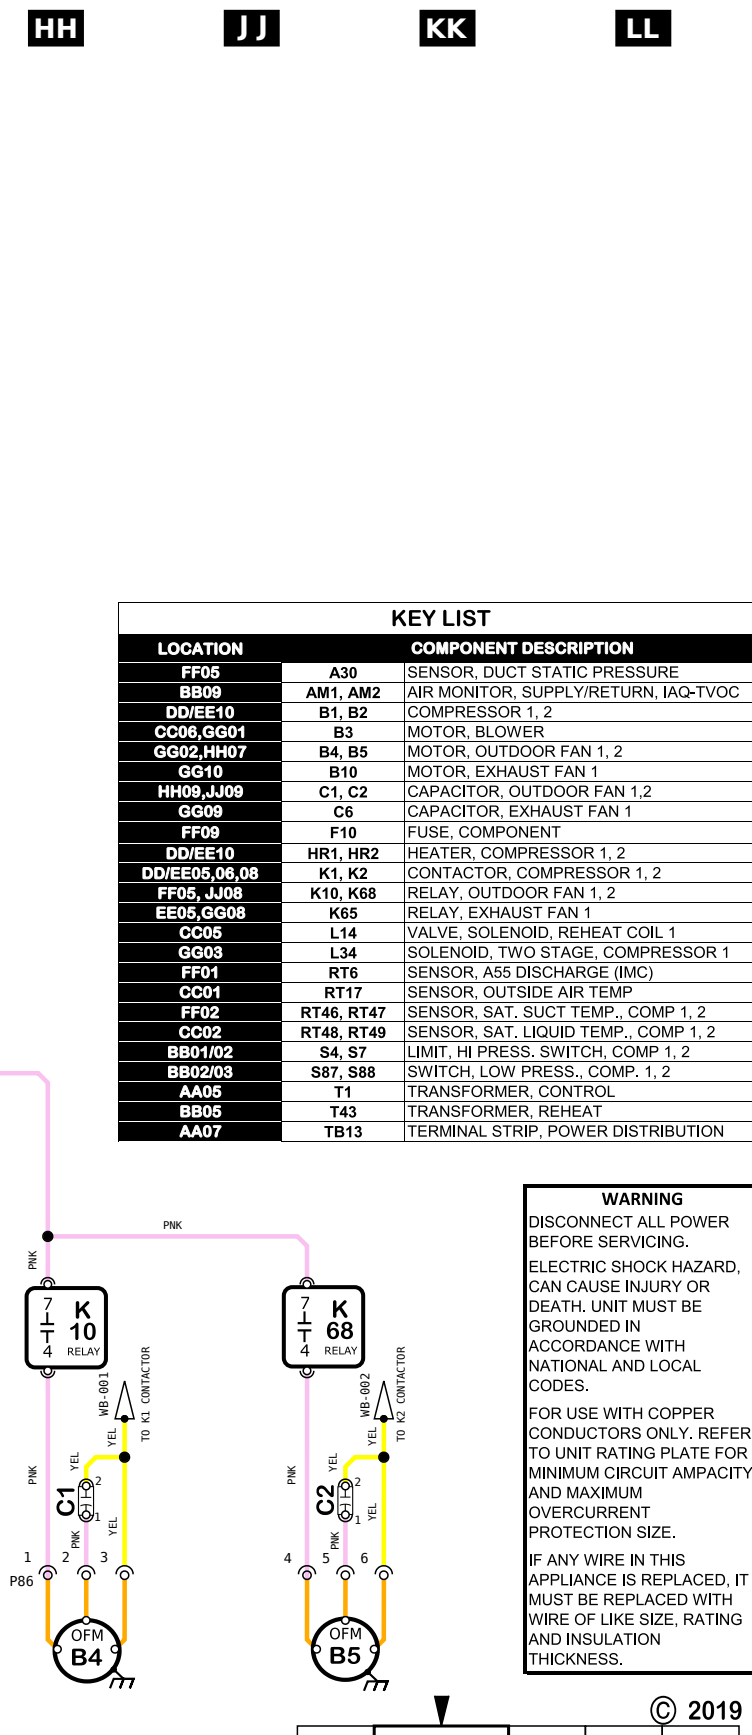 HH JJ KK LL
KEY LIST
LOCATION COMPONENT DESCRIPTION
FF05 A30 SENSOR, DUCT STATIC PRESSURE
BB09 AM1, AM2 AIR MONITOR, SUPPLY/RETURN, IAQ-TVOC
DD/EE10 B1, B2 COMPRESSOR 1, 2
CC06,GG01 B3 MOTOR, BLOWER
GG02,HH07 B4, B5 MOTOR, OUTDOOR FAN 1, 2
GG10 B10 MOTOR, EXHAUST FAN 1
HH09,JJ09 C1, C2 CAPACITOR, OUTDOOR FAN 1,2
GG09 C6 CAPACITOR, EXHAUST FAN 1
FF09 F10 FUSE, COMPONENT
DD/EE10 HR1, HR2 HEATER, COMPRESSOR 1, 2
DD/EE05,06,08 K1, K2 CONTACTOR, COMPRESSOR 1, 2
FF05, JJ08 K10, K68 RELAY, OUTDOOR FAN 1, 2
EE05,GG08 K65 RELAY, EXHAUST FAN 1
CC05 L14 VALVE, SOLENOID, REHEAT COIL 1
GG03 L34 SOLENOID, TWO STAGE, COMPRESSOR 1
FF01 RT6 SENSOR, A55 DISCHARGE (IMC)
CC01 RT17 SENSOR, OUTSIDE AIR TEMP
FF02 RT46, RT47 SENSOR, SAT. SUCT TEMP., COMP 1, 2
CC02 RT48, RT49 SENSOR, SAT. LIQUID TEMP., COMP 1, 2
BB01/02 S4, S7 LIMIT, HI PRESS. SWITCH, COMP 1, 2
BB02/03 S87, S88 SWITCH, LOW PRESS., COMP. 1, 2
AA05 T1 TRANSFORMER, CONTROL
BB05 T43 TRANSFORMER, REHEAT
AA07 TB13 TERMINAL STRIP, POWER DISTRIBUTION
PNK
PNK
7 K
10
4 RELAY
7 K
68
4 RELAY
WB-001
TO K1 CONTACTOR
WB-002
TO K2 CONTACTOR
YEL
YEL
PNK
C1
2
1
PNK
YEL
YEL
YEL
PNK
C2
2
1
PNK
YEL
1 2 3
P86
4 5 6
OFM
B4
OFM
B5
WARNING
DISCONNECT ALL POWER
BEFORE SERVICING.
ELECTRIC SHOCK HAZARD,
CAN CAUSE INJURY OR
DEATH. UNIT MUST BE
GROUNDED IN
ACCORDANCE WITH
NATIONAL AND LOCAL
CODES.
FOR USE WITH COPPER
CONDUCTORS ONLY. REFER
TO UNIT RATING PLATE FOR
MINIMUM CIRCUIT AMPACITY
AND MAXIMUM
OVERCURRENT
PROTECTION SIZE.
IF ANY WIRE IN THIS
APPLIANCE IS REPLACED, IT
MUST BE REPLACED WITH
WIRE OF LIKE SIZE, RATING
AND INSULATION
THICKNESS.
© 2019